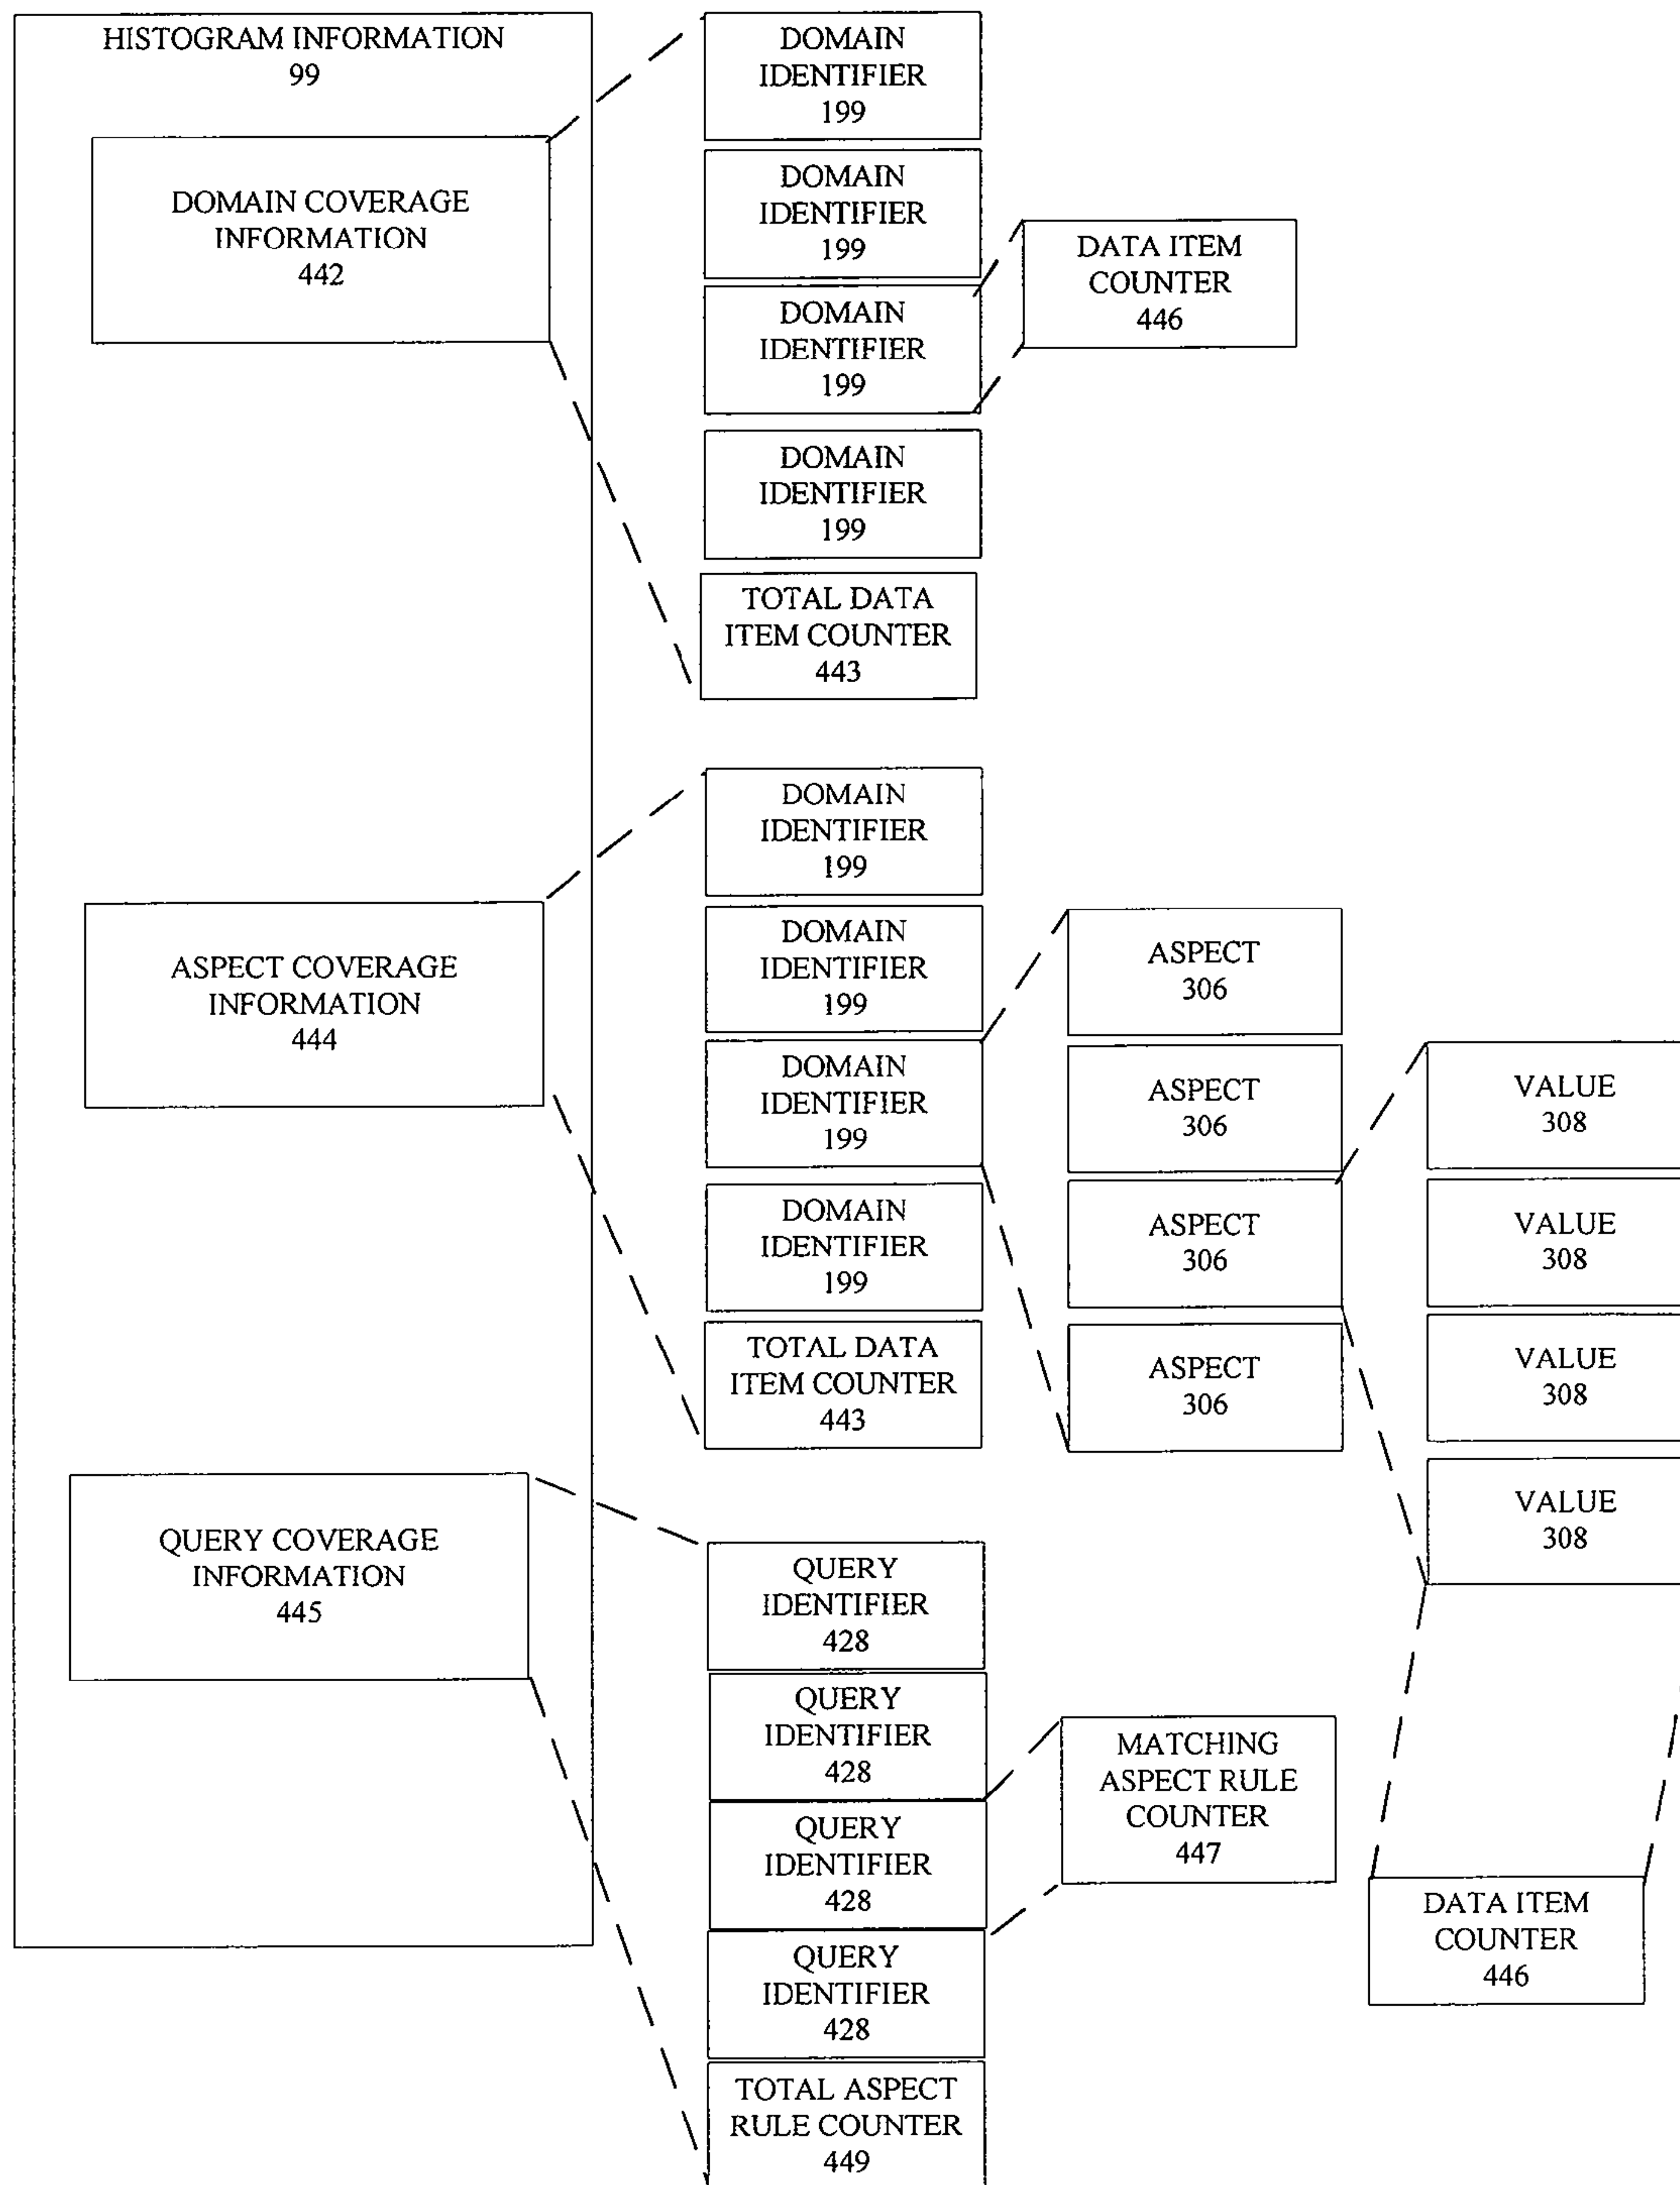 HISTOGRAM INFORMATION
99
DOMAIN COVERAGE
INFORMATION
442
DOMAIN
IDENTIFIER
199
DOMAIN
IDENTIFIER
199
DOMAIN
IDENTIFIER
199
DOMAIN
IDENTIFIER
199
TOTAL DATA
ITEM COUNTER
443
DATA ITEM
COUNTER
446
ASPECT COVERAGE
INFORMATION
444
DOMAIN
IDENTIFIER
199
DOMAIN
IDENTIFIER
199
DOMAIN
IDENTIFIER
199
DOMAIN
IDENTIFIER
199
TOTAL DATA
ITEM COUNTER
443
ASPECT
306
ASPECT
306
ASPECT
306
ASPECT
306
VALUE
308
VALUE
308
VALUE
308
VALUE
308
DATA ITEM
COUNTER
446
QUERY COVERAGE
INFORMATION
445
QUERY
IDENTIFIER
428
QUERY
IDENTIFIER
428
QUERY
IDENTIFIER
428
QUERY
IDENTIFIER
428
TOTAL ASPECT
RULE COUNTER
449
MATCHING
ASPECT RULE
COUNTER
447